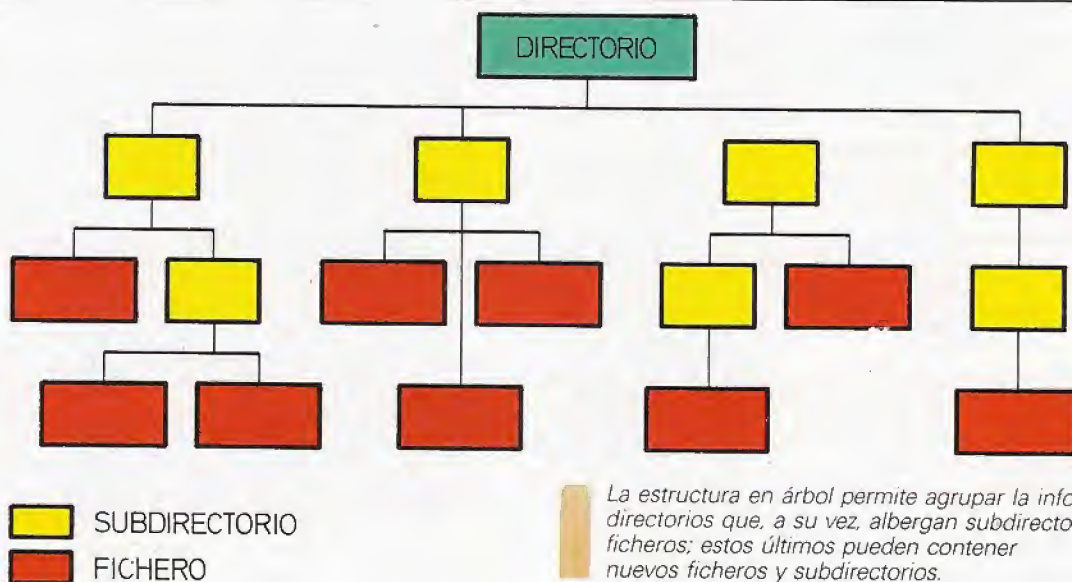 DIRECTORIO
SUBDIRECTORIO
FICHERO
La estructura en árbol permite agrupar la info
directorios que, a su vez, albergan subdirecto
ficheros; estos últimos pueden contener
nuevos ficheros y subdirectorios.